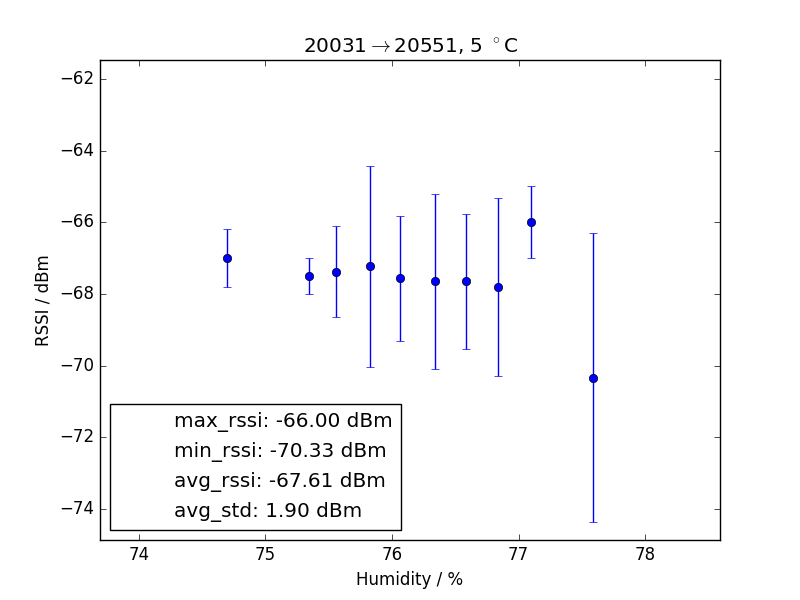 20031→20551, 5 °C
−62
−64
−66
−68
−70
−72
−74
RSSI / dBm
max_rssi: -66.00 dBm
min_rssi: -70.33 dBm
avg_rssi: -67.61 dBm
avg_std: 1.90 dBm
74 75 76 77 78
Humidity / %